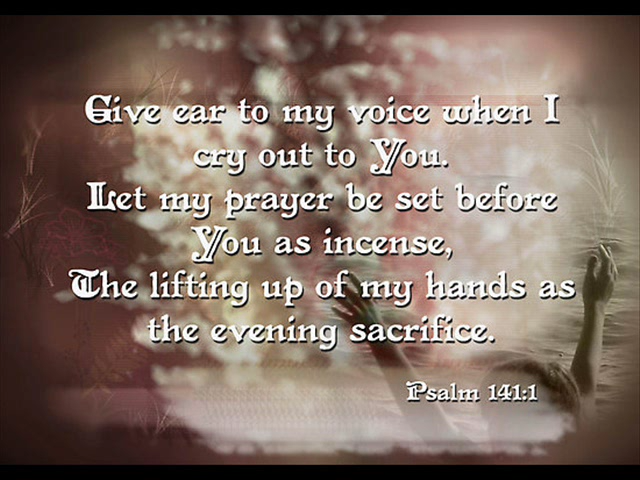 Give ear to my voice when I
cry out to You.
Let my prayer be set before
You as incense,
The lifting up of my hands as
the evening sacrifice.
Psalm 141:1